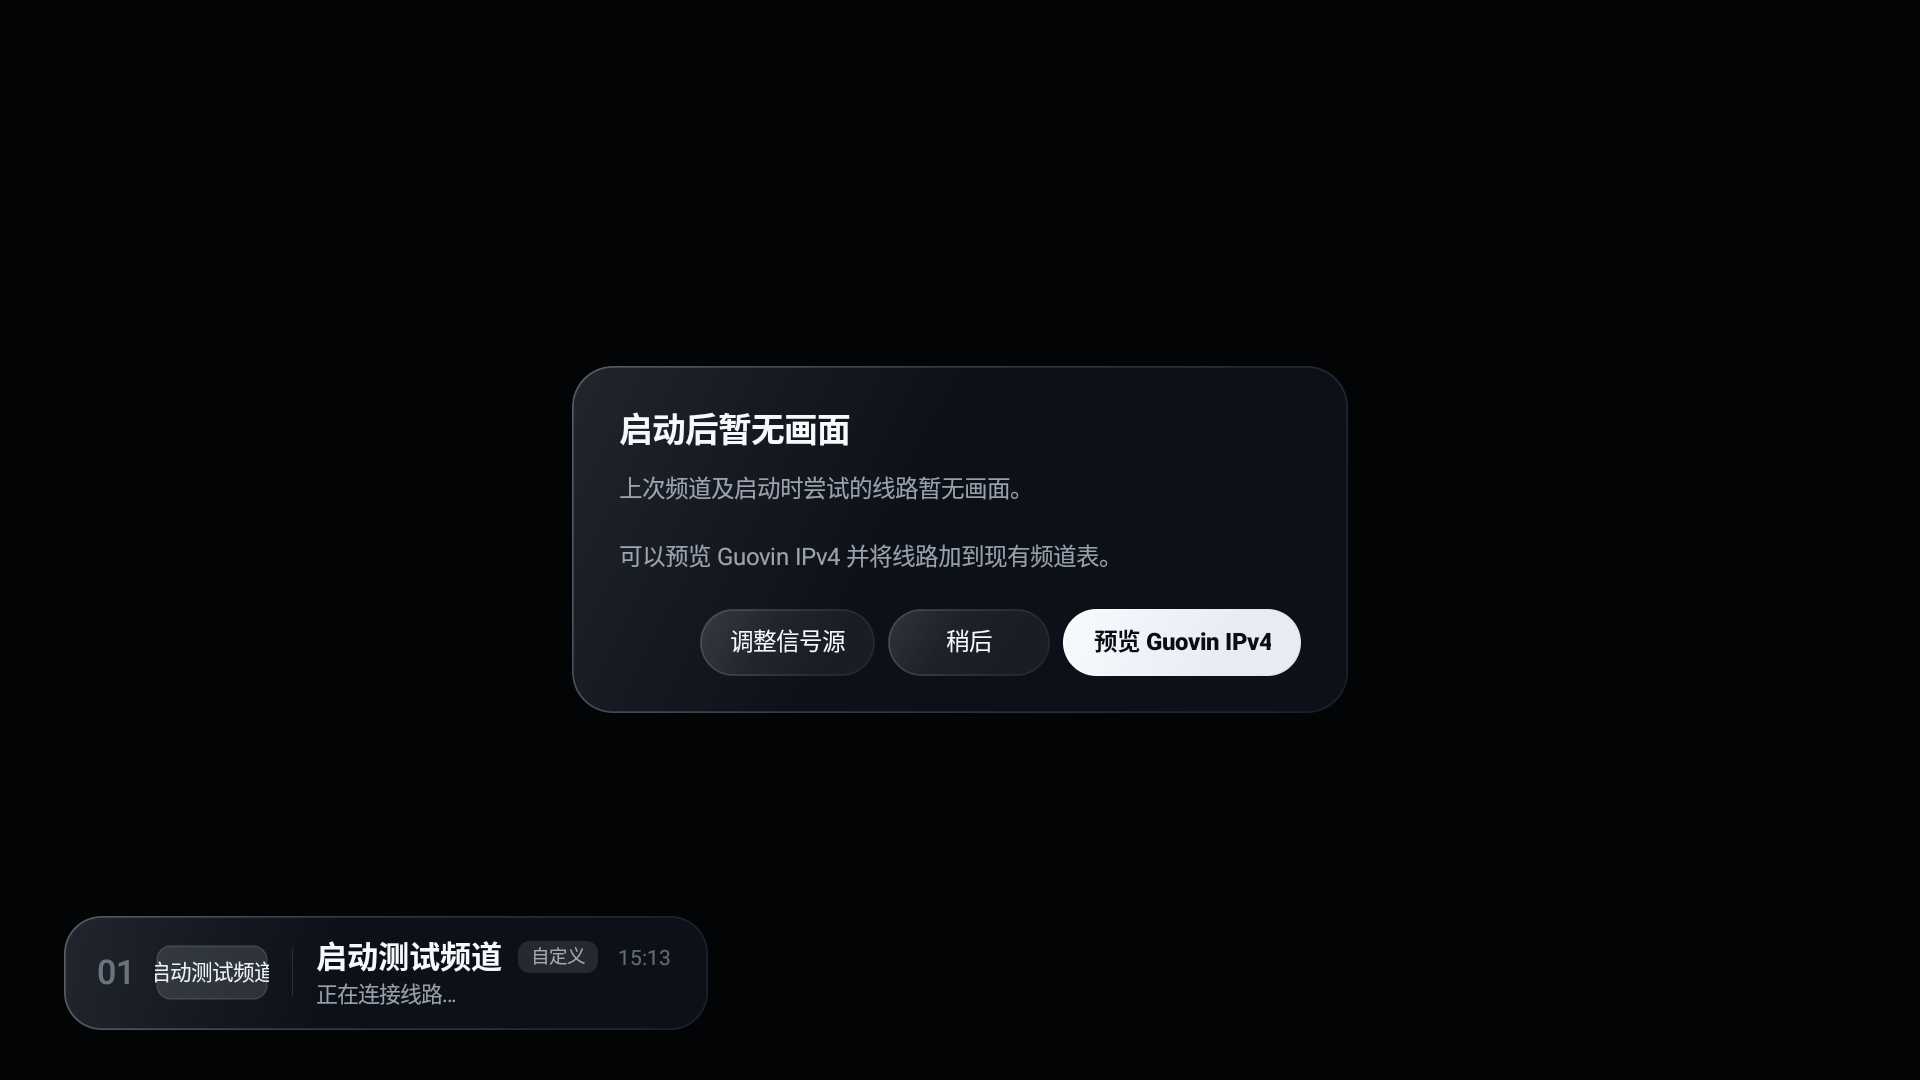 启动后暂无画面
上次频道及启动时尝试的线路暂无画面。
可以预览 Guovin IPv4 并将线路加到现有频道表。
调整信号源
稍后
预览 Guovin IPv4
01
启动测试频道
启动测试频道
自定义
15:13
正在连接线路...